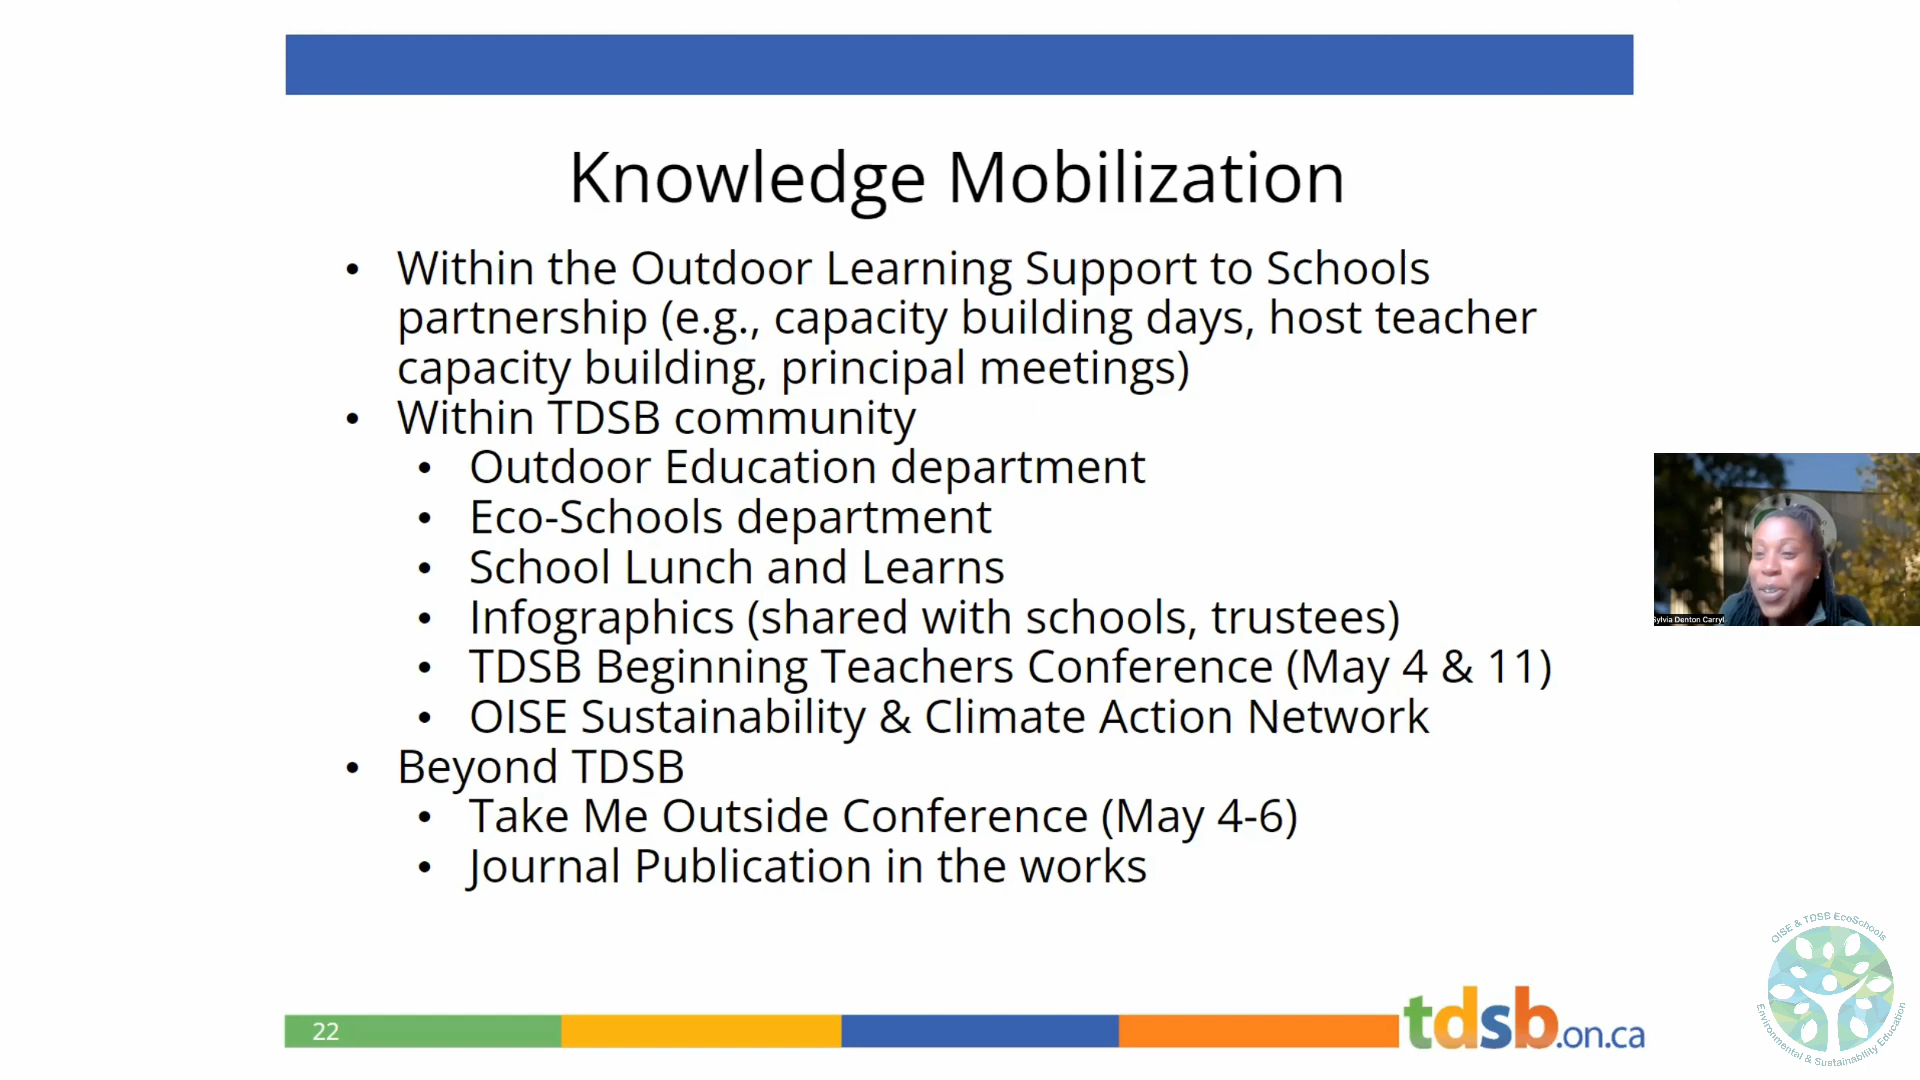 Knowledge Mobilization
• Within the Outdoor Learning Support to Schools
partnership (e.g., capacity building days, host teacher
capacity building, principal meetings)
• Within TDSB community
• Outdoor Education department
• Eco-Schools department
• School Lunch and Learns
• Infographics (shared with schools, trustees)
• TDSB Beginning Teachers Conference (May 4 & 11)
• OISE Sustainability & Climate Action Network
• Beyond TDSB
• Take Me Outside Conference (May 4-6)
• Journal Publication in the works
Sylvia Denton Carryl
OISE & TDSB EcoSchools
Environmental & Sustainability Education
22
tdsb.on.ca